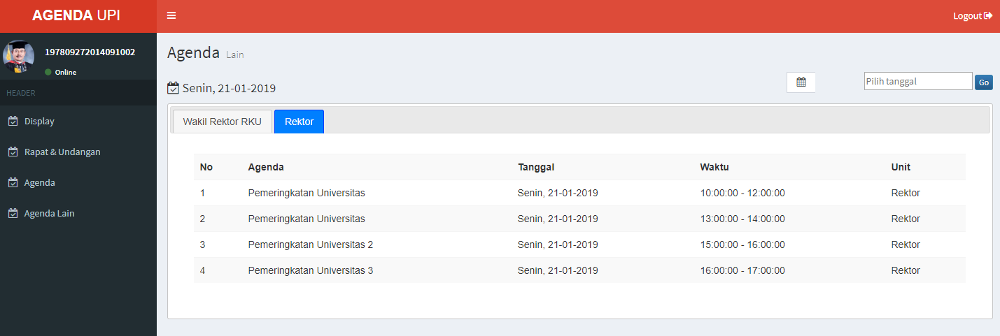 AGENDA UPI
Logout
197809272014091002
Online
HEADER
Display
Rapat & Undangan
Agenda
Agenda Lain
Agenda Lain
Senin, 21-01-2019
Pilih tanggal Go
Wakil Rektor RKU Rektor
No Agenda Tanggal Waktu Unit
1 Pemeringkatan Universitas Senin, 21-01-2019 10:00:00 - 12:00:00 Rektor
2 Pemeringkatan Universitas Senin, 21-01-2019 13:00:00 - 14:00:00 Rektor
3 Pemeringkatan Universitas 2 Senin, 21-01-2019 15:00:00 - 16:00:00 Rektor
4 Pemeringkatan Universitas 3 Senin, 21-01-2019 16:00:00 - 17:00:00 Rektor